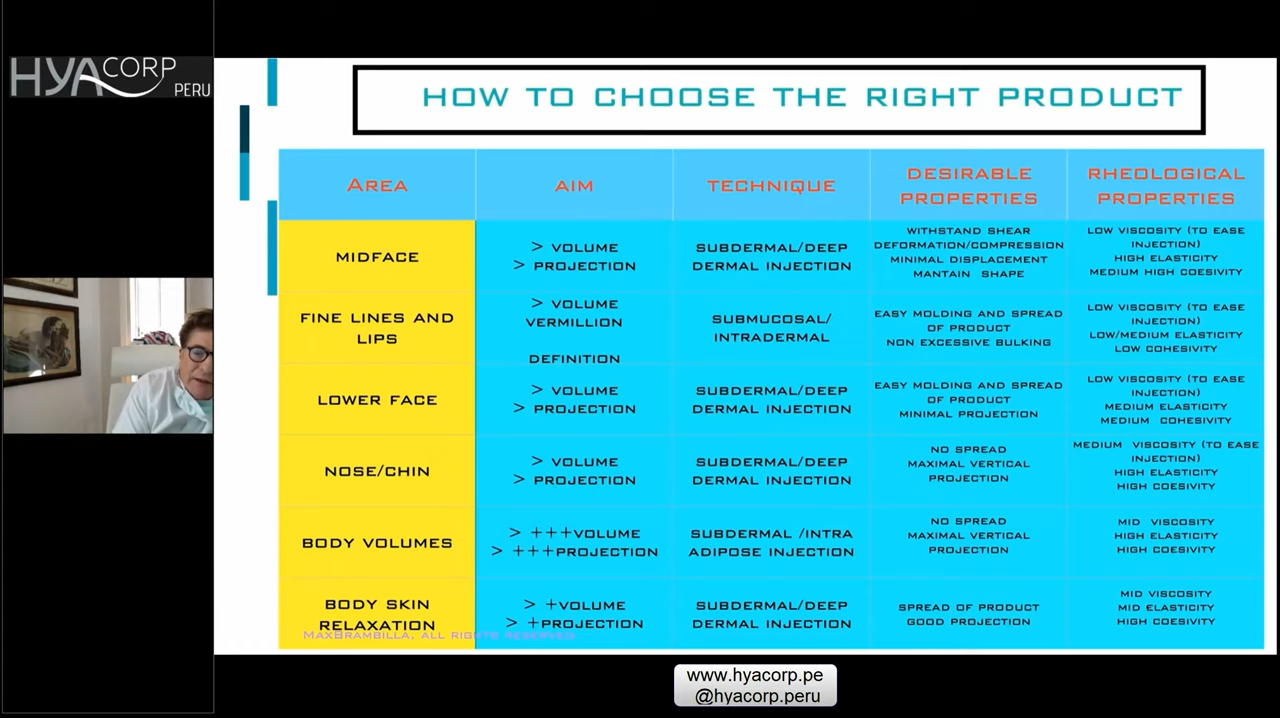 HYACORP
PERU
HOW TO CHOOSE THE RIGHT PRODUCT
AREA
AIM
TECHNIQUE
DESIRABLE
PROPERTIES
RHEOLOGICAL
PROPERTIES
MIDFACE
> VOLUME
> PROJECTION
SUBDERMAL/DEEP
DERMAL INJECTION
WITHSTAND SHEAR
DEFORMATION/COMPRESSION
MINIMAL DISPLACEMENT
MANTAIN SHAPE
LOW VISCOSITY (TO EASE
INJECTION)
HIGH ELASTICITY
MEDIUM HIGH COESIVITY
FINE LINES AND
LIPS
> VOLUME
VERMILLION
DEFINITION
SUBMUCOSAL/
INTRADERMAL
EASY MOLDING AND SPREAD
OF PRODUCT
NON EXCESSIVE BULKING
LOW VISCOSITY (TO EASE
INJECTION)
LOW/MEDIUM ELASTICITY
LOW COHESIVITY
LOWER FACE
> VOLUME
> PROJECTION
SUBDERMAL/DEEP
DERMAL INJECTION
EASY MOLDING AND SPREAD
OF PRODUCT
MINIMAL PROJECTION
LOW VISCOSITY (TO EASE
INJECTION)
MEDIUM ELASTICITY
MEDIUM COHESIVITY
NOSE/CHIN
> VOLUME
> PROJECTION
SUBDERMAL/DEEP
DERMAL INJECTION
NO SPREAD
MAXIMAL VERTICAL
PROJECTION
MEDIUM VISCOSITY (TO EASE
INJECTION)
HIGH ELASTICITY
HIGH COESIVITY
BODY VOLUMES
> +++VOLUME
> +++PROJECTION
SUBDERMAL /INTRA
ADIPOSE INJECTION
NO SPREAD
MAXIMAL VERTICAL
PROJECTION
MID VISCOSITY
HIGH ELASTICITY
HIGH COESIVITY
BODY SKIN
RELAXATION
> +VOLUME
> +PROJECTION
SUBDERMAL/DEEP
DERMAL INJECTION
SPREAD OF PRODUCT
GOOD PROJECTION
MID VISCOSITY
MID ELASTICITY
HIGH COESIVITY
MAXBRAMBILLA, ALL RIGHTS RESERVED
www.hyacorp.pe
@hyacorp.peru